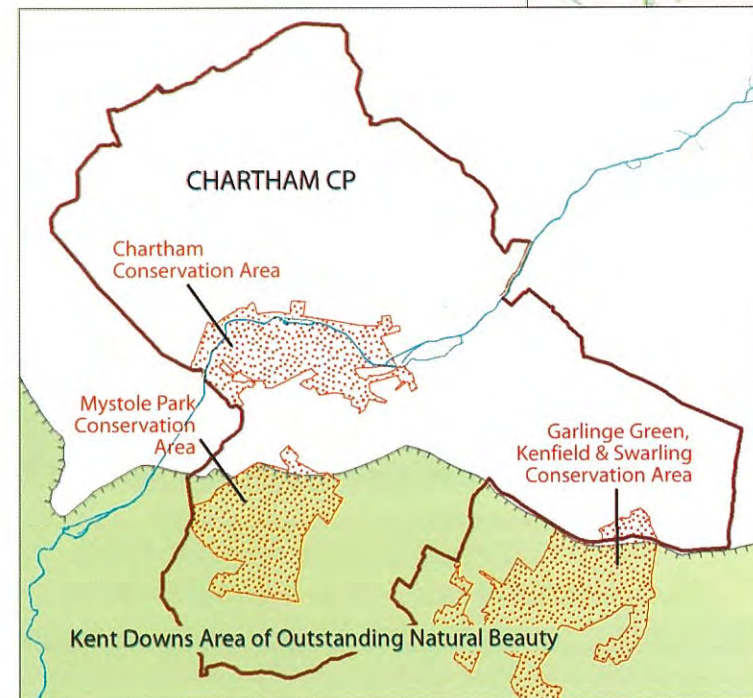 CHARTHAM CP
Chartham
Conservation Area
Mystole Park
Conservation
Area
Garlinge Green,
Kenfield & Swarling
Conservation Area
Kent Downs Area of Outstanding Natural Beauty